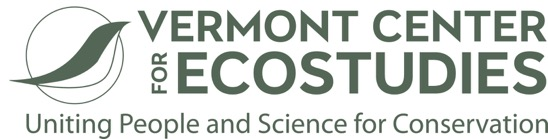 VERMONT CENTER
FOR ECOSTUDIES
Uniting People and Science for Conservation